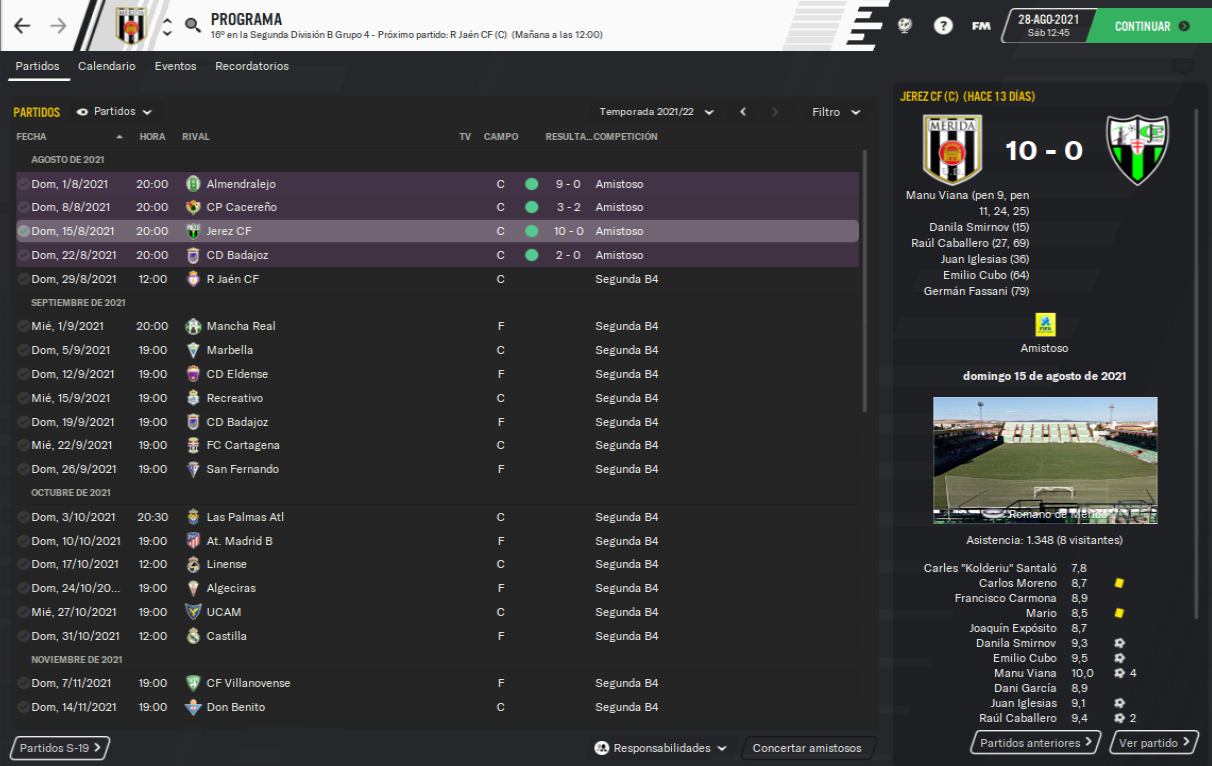 MÉRIDA
PROGRAMA
16º en la Segunda División B Grupo 4 - Próximo partido: R Jaén CF (C) (Mañana a las 12:00)
? FM
28-AGO-2021
Sáb 12:45
CONTINUAR
Partidos Calendario Eventos Recordatorios
PARTIDOS Partidos Temporada 2021/22 Filtro
FECHA HORA RIVAL TV CAMPO RESULTA... COMPETICIÓN
AGOSTO DE 2021
Dom, 1/8/2021 20:00 Almendralejo C 9 - 0 Amistoso
Dom, 8/8/2021 20:00 CP Cacereño C 3 - 2 Amistoso
Dom, 15/8/2021 20:00 Jerez CF C 10 - 0 Amistoso
Dom, 22/8/2021 20:00 CD Badajoz C 2 - 0 Amistoso
Dom, 29/8/2021 12:00 R Jaén CF C Segunda B4
SEPTIEMBRE DE 2021
Mié, 1/9/2021 20:00 Mancha Real F Segunda B4
Dom, 5/9/2021 19:00 Marbella C Segunda B4
Dom, 12/9/2021 19:00 CD Eldense F Segunda B4
Mié, 15/9/2021 19:00 Recreativo C Segunda B4
Dom, 19/9/2021 19:00 CD Badajoz F Segunda B4
Mié, 22/9/2021 19:00 FC Cartagena C Segunda B4
Dom, 26/9/2021 19:00 San Fernando F Segunda B4
OCTUBRE DE 2021
Dom, 3/10/2021 20:30 Las Palmas Atl C Segunda B4
Dom, 10/10/2021 19:00 At. Madrid B F Segunda B4
Dom, 17/10/2021 12:00 Linense C Segunda B4
Dom, 24/10/20... 19:00 Algeciras F Segunda B4
Mié, 27/10/2021 19:00 UCAM C Segunda B4
Dom, 31/10/2021 12:00 Castilla F Segunda B4
NOVIEMBRE DE 2021
Dom, 7/11/2021 19:00 CF Villanovense F Segunda B4
Dom, 14/11/2021 19:00 Don Benito C Segunda B4
Partidos S-19 Responsabilidades Concertar amistosos
JEREZ CF (C) (HACE 13 DÍAS)
MERIDA
U.D.
10 - 0
Manu Viana (pen 9, pen
11, 24, 25)
Danila Smirnov (15)
Raúl Caballero (27, 69)
Juan Iglesias (36)
Emilio Cubo (64)
Germán Fassani (79)
FIFA
Amistoso
domingo 15 de agosto de 2021
Romano de Mérida
Asistencia: 1.348 (8 visitantes)
Carles "Kolderiu" Santaló 7,8
Carlos Moreno 8,7
Francisco Carmona 8,9
Mario 8,5
Joaquín Expósito 8,7
Danila Smirnov 9,3
Emilio Cubo 9,5
Manu Viana 10,0 4
Dani García 8,9
Juan Iglesias 9,1
Raúl Caballero 9,4 2
Partidos anteriores Ver partido